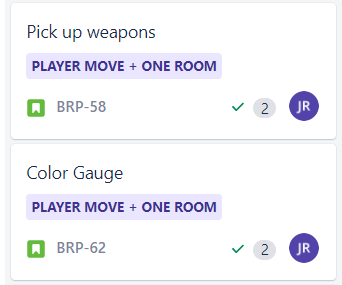 Pick up weapons
PLAYER MOVE + ONE ROOM
BRP-58 2 JR
Color Gauge
PLAYER MOVE + ONE ROOM
BRP-62 2 JR